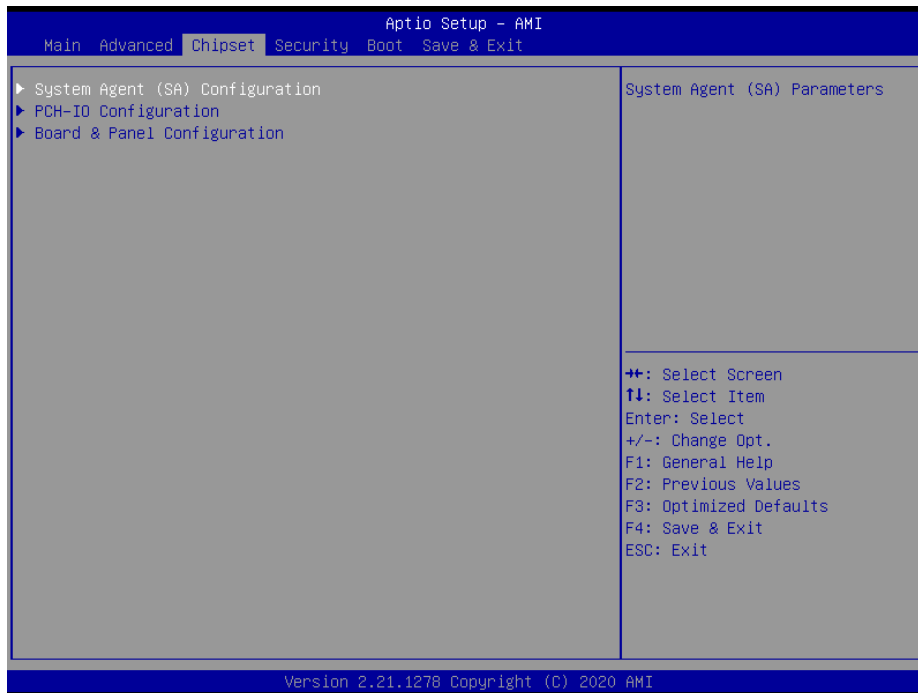 Aptio Setup – AMI
Main Advanced Chipset Security Boot Save & Exit
▶ System Agent (SA) Configuration
▶ PCH-IO Configuration
▶ Board & Panel Configuration
System Agent (SA) Parameters
→←: Select Screen
↑↓: Select Item
Enter: Select
+/-: Change Opt.
F1: General Help
F2: Previous Values
F3: Optimized Defaults
F4: Save & Exit
ESC: Exit
Version 2.21.1278 Copyright (C) 2020 AMI